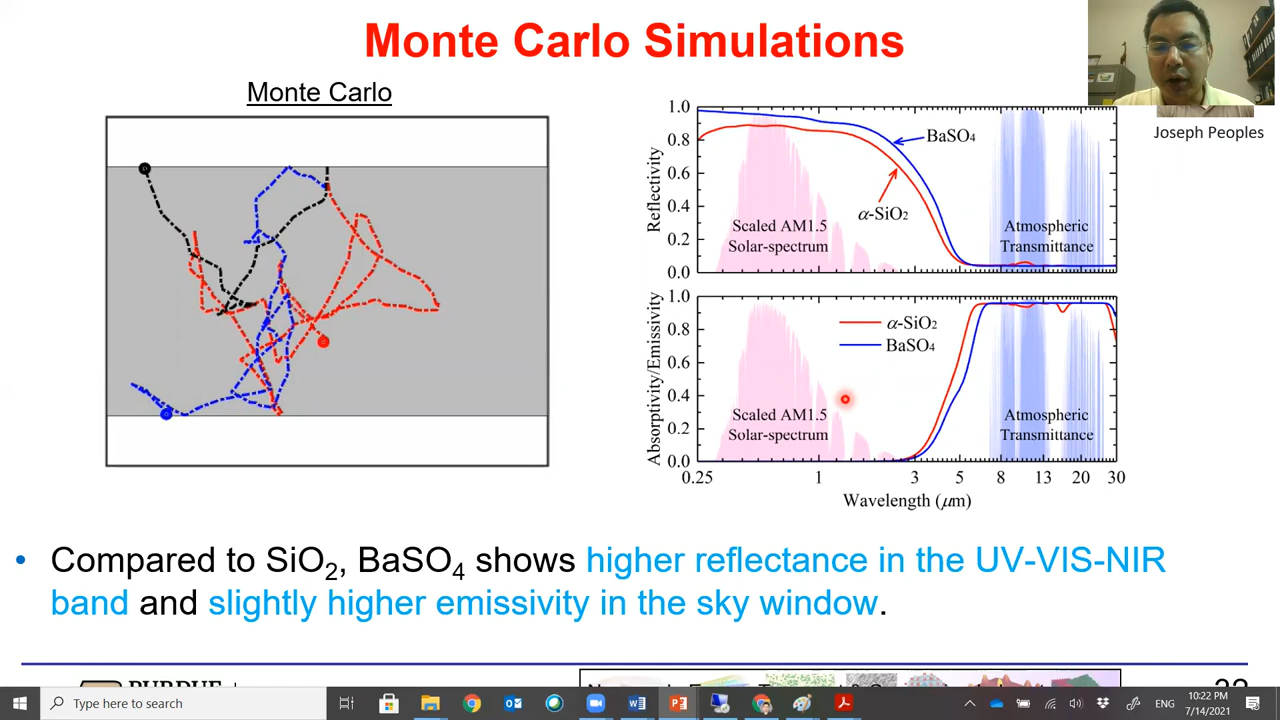 Monte Carlo Simulations
Monte Carlo
Joseph Peoples
1.0
0.8
0.6
0.4
0.2
0.0
Reflectivity
BaSO4
α-SiO2
Scaled AM1.5
Solar-spectrum
Atmospheric
Transmittance
1.0
0.8
0.6
0.4
0.2
0.0
Absorptivity/Emissivity
α-SiO2
BaSO4
Scaled AM1.5
Solar-spectrum
Atmospheric
Transmittance
0.25 1 3 5 8 13 20 30
Wavelength (μm)
• Compared to SiO2, BaSO4 shows higher reflectance in the UV-VIS-NIR
band and slightly higher emissivity in the sky window.
PURDUE
Type here to search
ENG
10:22 PM
7/14/2021